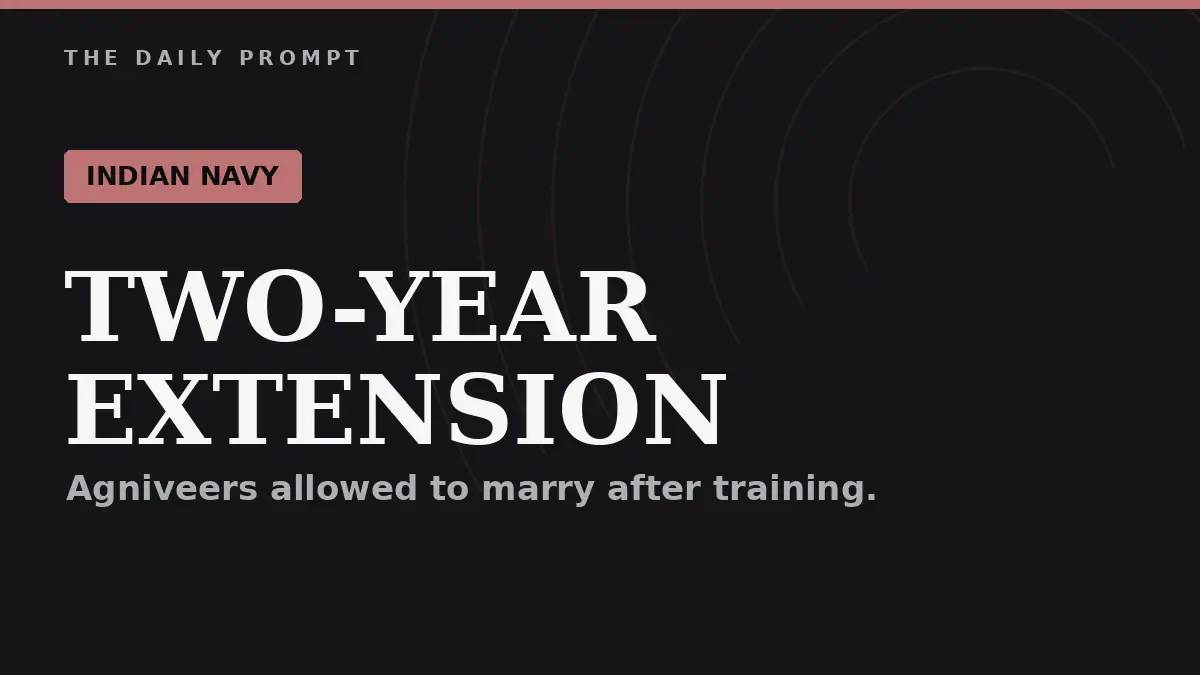 THE DAILY PROMPT
INDIAN NAVY
TWO-YEAR
EXTENSION
Agniveers allowed to marry after training.